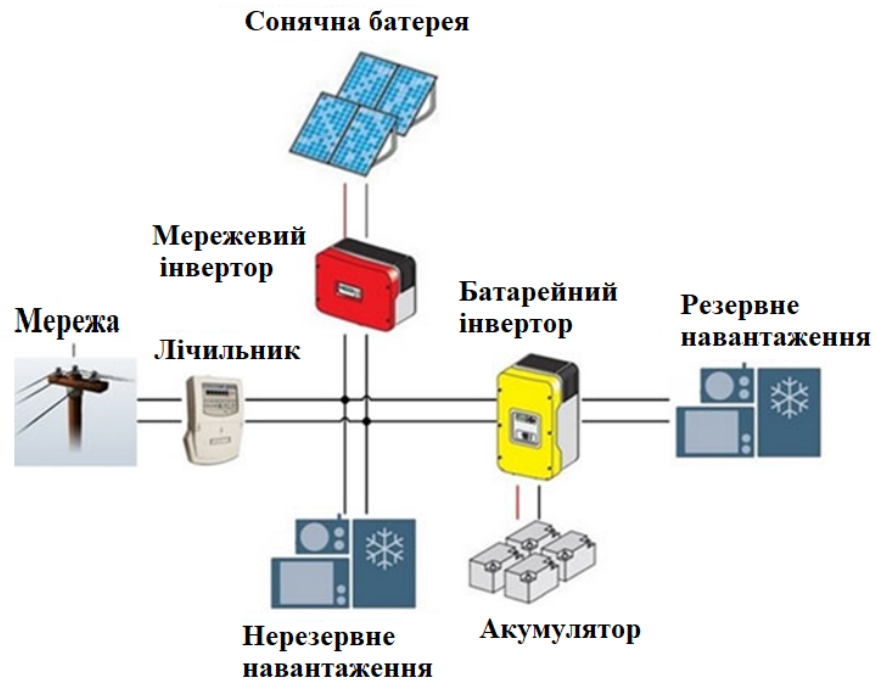 Сонячна батерея
Мережевий
інвертор
Батарейний
інвертор
Резервне
навантаження
Мережа
Лічильник
Нерезервне
навантаження
Акумулятор